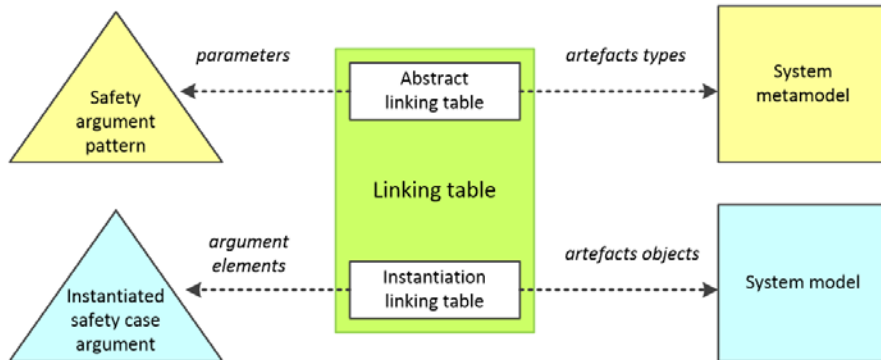 parameters
Abstract
linking table
artefacts types
Safety
argument
pattern
System
metamodel
Linking table
argument
elements
artefacts objects
Instantiation
linking table
Instantiated
safety case
argument
System model